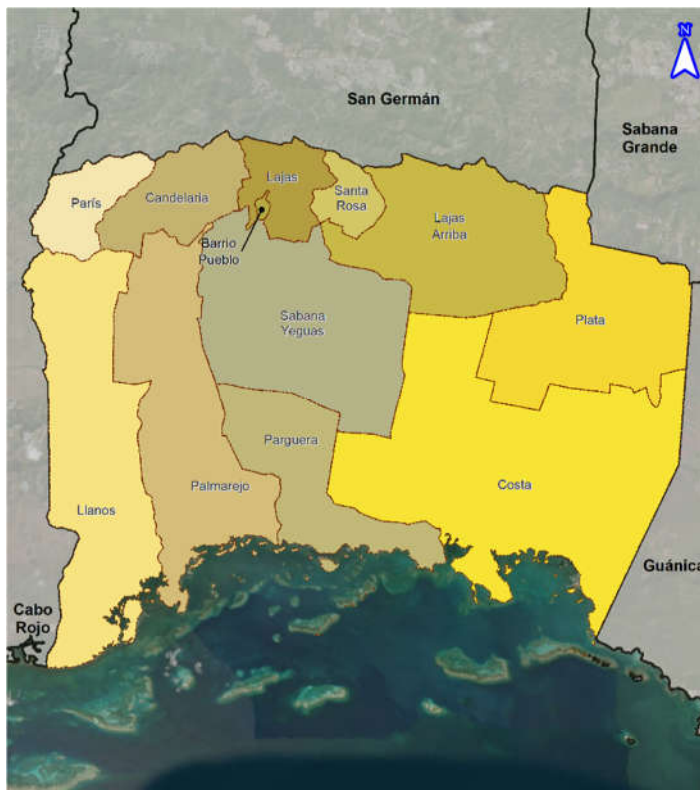 N
San Germán
Sabana
Grande
París
Candelaria
Lajas
Santa
Rosa
Lajas
Arriba
Barrio
Pueblo
Sabana
Yeguas
Plata
Parguera
Palmarejo
Costa
Llanos
Guánica
Cabo
Rojo